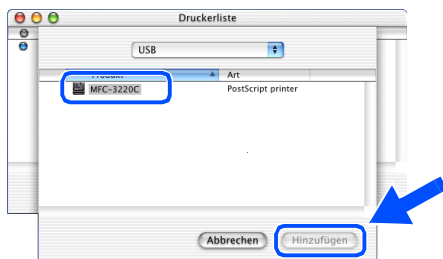 Druckerliste
USB
Produkt Art
MFC-3220C PostScript printer
Abbrechen Hinzufügen